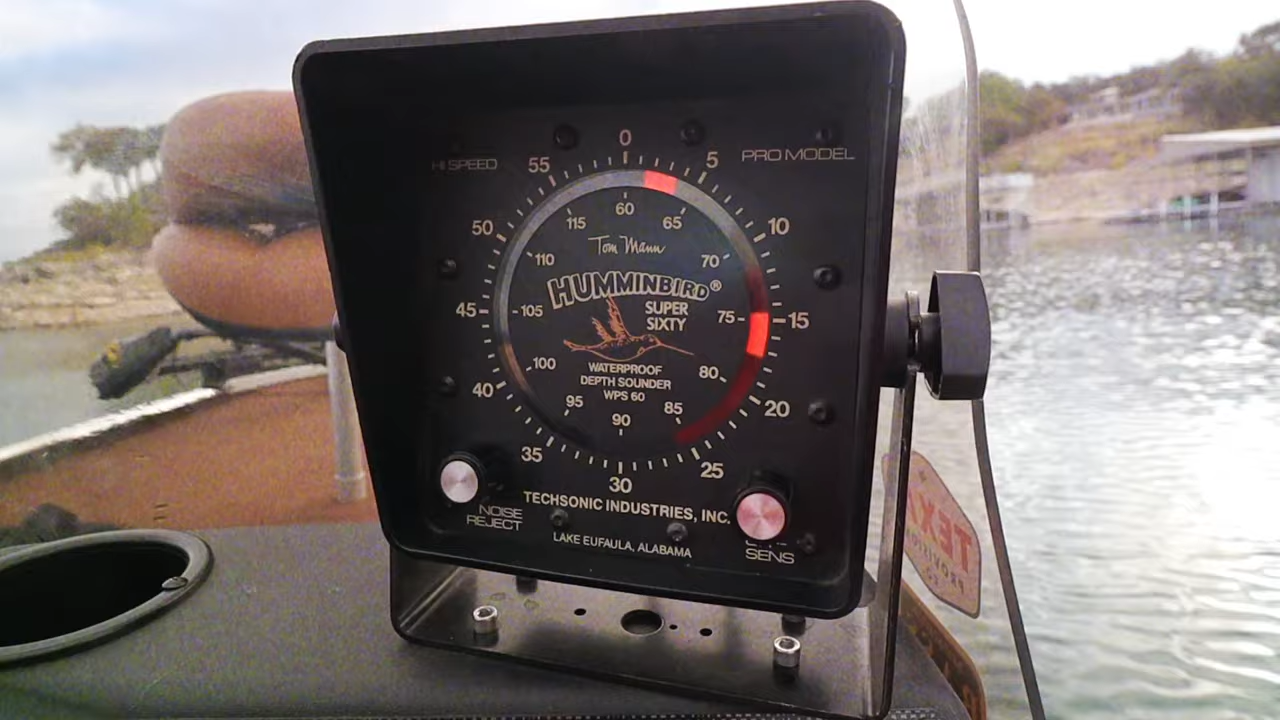 HI SPEED
PRO MODEL
0
5
10
15
20
25
30
35
40
45
50
55
60
65
70
75
80
85
90
95
100
105
110
115
Tom Mann
HUMMINBIRD®
SUPER
SIXTY
WATERPROOF
DEPTH SOUNDER
WPS 60
NOISE
REJECT
TECHSONIC INDUSTRIES, INC.
LAKE EUFAULA, ALABAMA
SENS